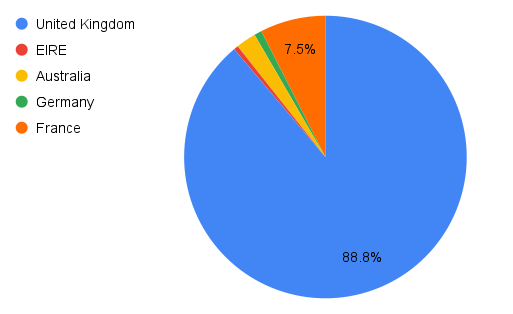 United Kingdom
EIRE
Australia
Germany
France
7.5%
88.8%